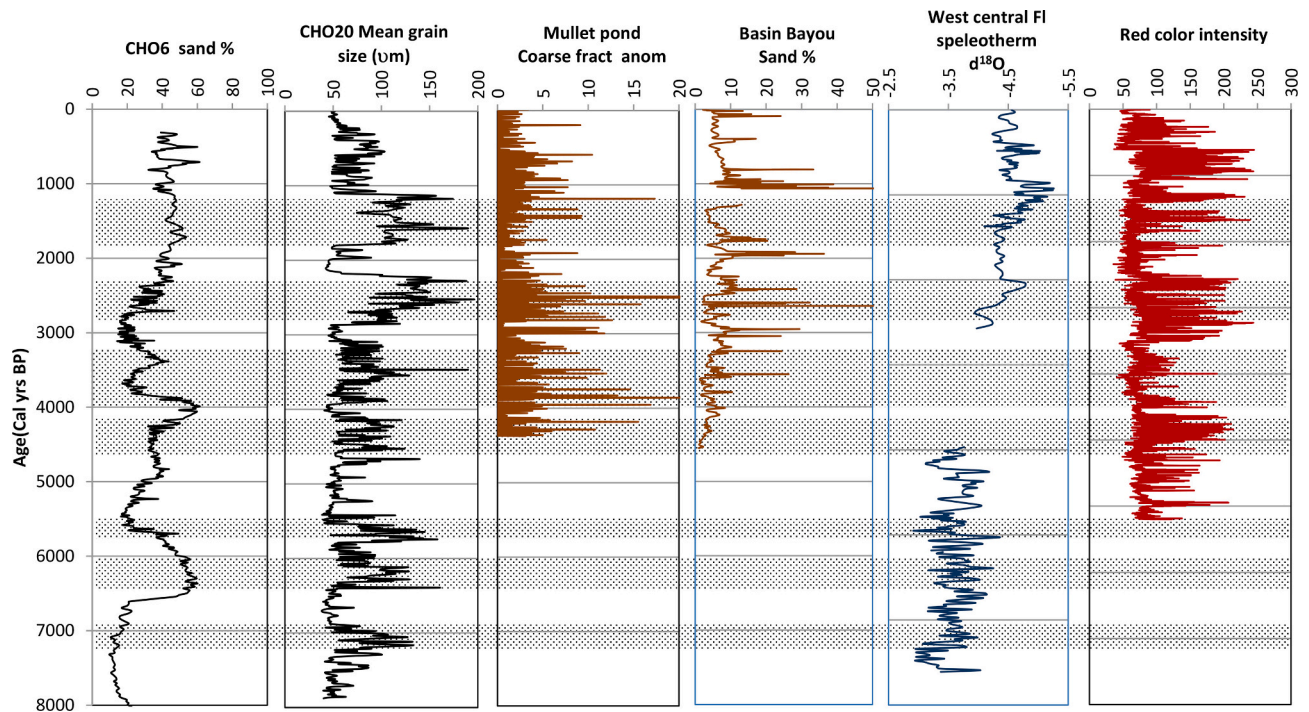 CHO6 sand %
0 20 40 60 80 100
CHO20 Mean grain
size (υm)
0 50 100 150 200
Mullet pond
Coarse fract anom
0 5 10 15 20
Basin Bayou
Sand %
0 10 20 30 40 50
West central Fl
speleotherm
d18O
-2.5 -3.5 -4.5 -5.5
Red color intensity
0 50 100 150 200 250 300
Age(Cal yrs BP)
0
1000
2000
3000
4000
5000
6000
7000
8000